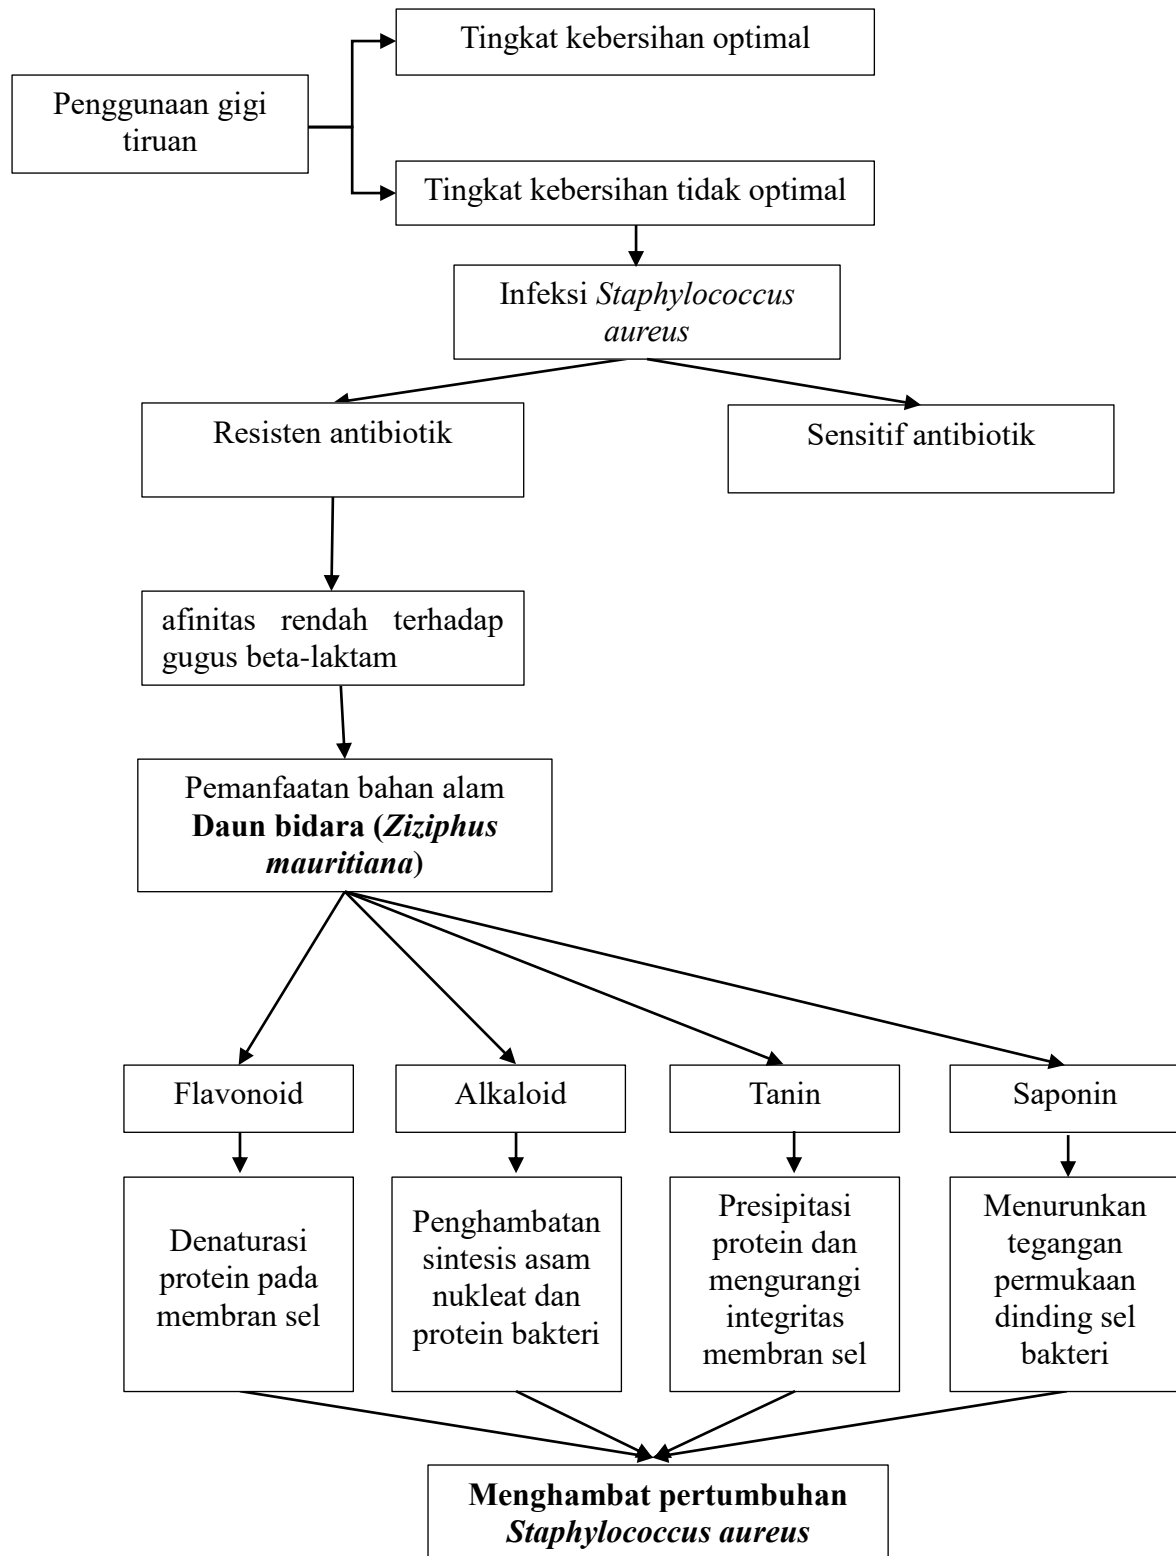 Tingkat kebersihan optimal
Penggunaan gigi
tiruan
Tingkat kebersihan tidak optimal
Infeksi Staphylococcus
aureus
Resisten antibiotik
Sensitif antibiotik
afinitas rendah terhadap
gugus beta-laktam
Pemanfaatan bahan alam
Daun bidara (Ziziphus
mauritiana)
Flavonoid
Alkaloid
Tanin
Saponin
Denaturasi
protein pada
membran sel
Penghambatan
sintesis asam
nukleat dan
protein bakteri
Presipitasi
protein dan
mengurangi
integritas
membran sel
Menurunkan
tegangan
permukaan
dinding sel
bakteri
Menghambat pertumbuhan
Staphylococcus aureus